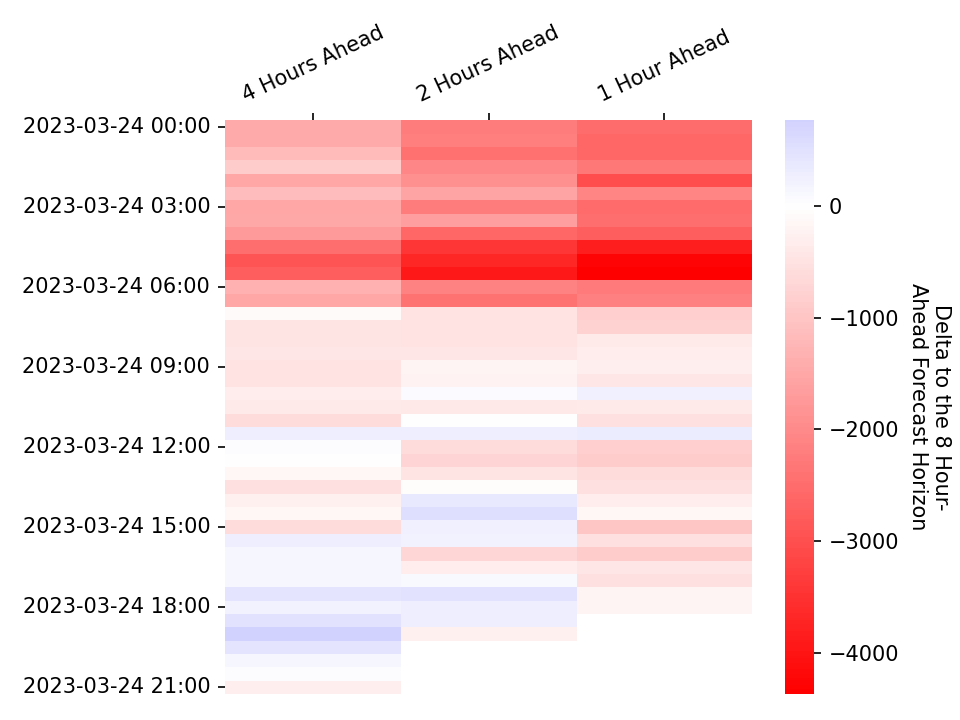 4 Hours Ahead
2 Hours Ahead
1 Hour Ahead
2023-03-24 00:00
2023-03-24 03:00
2023-03-24 06:00
2023-03-24 09:00
2023-03-24 12:00
2023-03-24 15:00
2023-03-24 18:00
2023-03-24 21:00
0
−1000
−2000
−3000
−4000
Delta to the 8 Hour-
Ahead Forecast Horizon